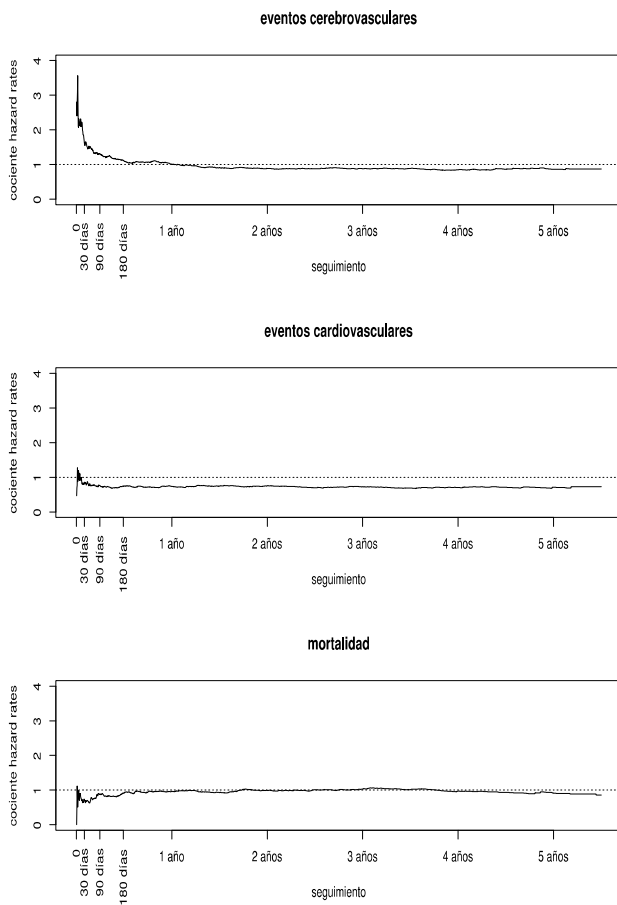 eventos cerebrovasculares
cociente hazard rates
4
3
2
1
0
0
30 días
90 días
180 días
1 año
2 años
3 años
4 años
5 años
seguimiento
eventos cardiovasculares
cociente hazard rates
4
3
2
1
0
0
30 días
90 días
180 días
1 año
2 años
3 años
4 años
5 años
seguimiento
mortalidad
cociente hazard rates
4
3
2
1
0
0
30 días
90 días
180 días
1 año
2 años
3 años
4 años
5 años
seguimiento